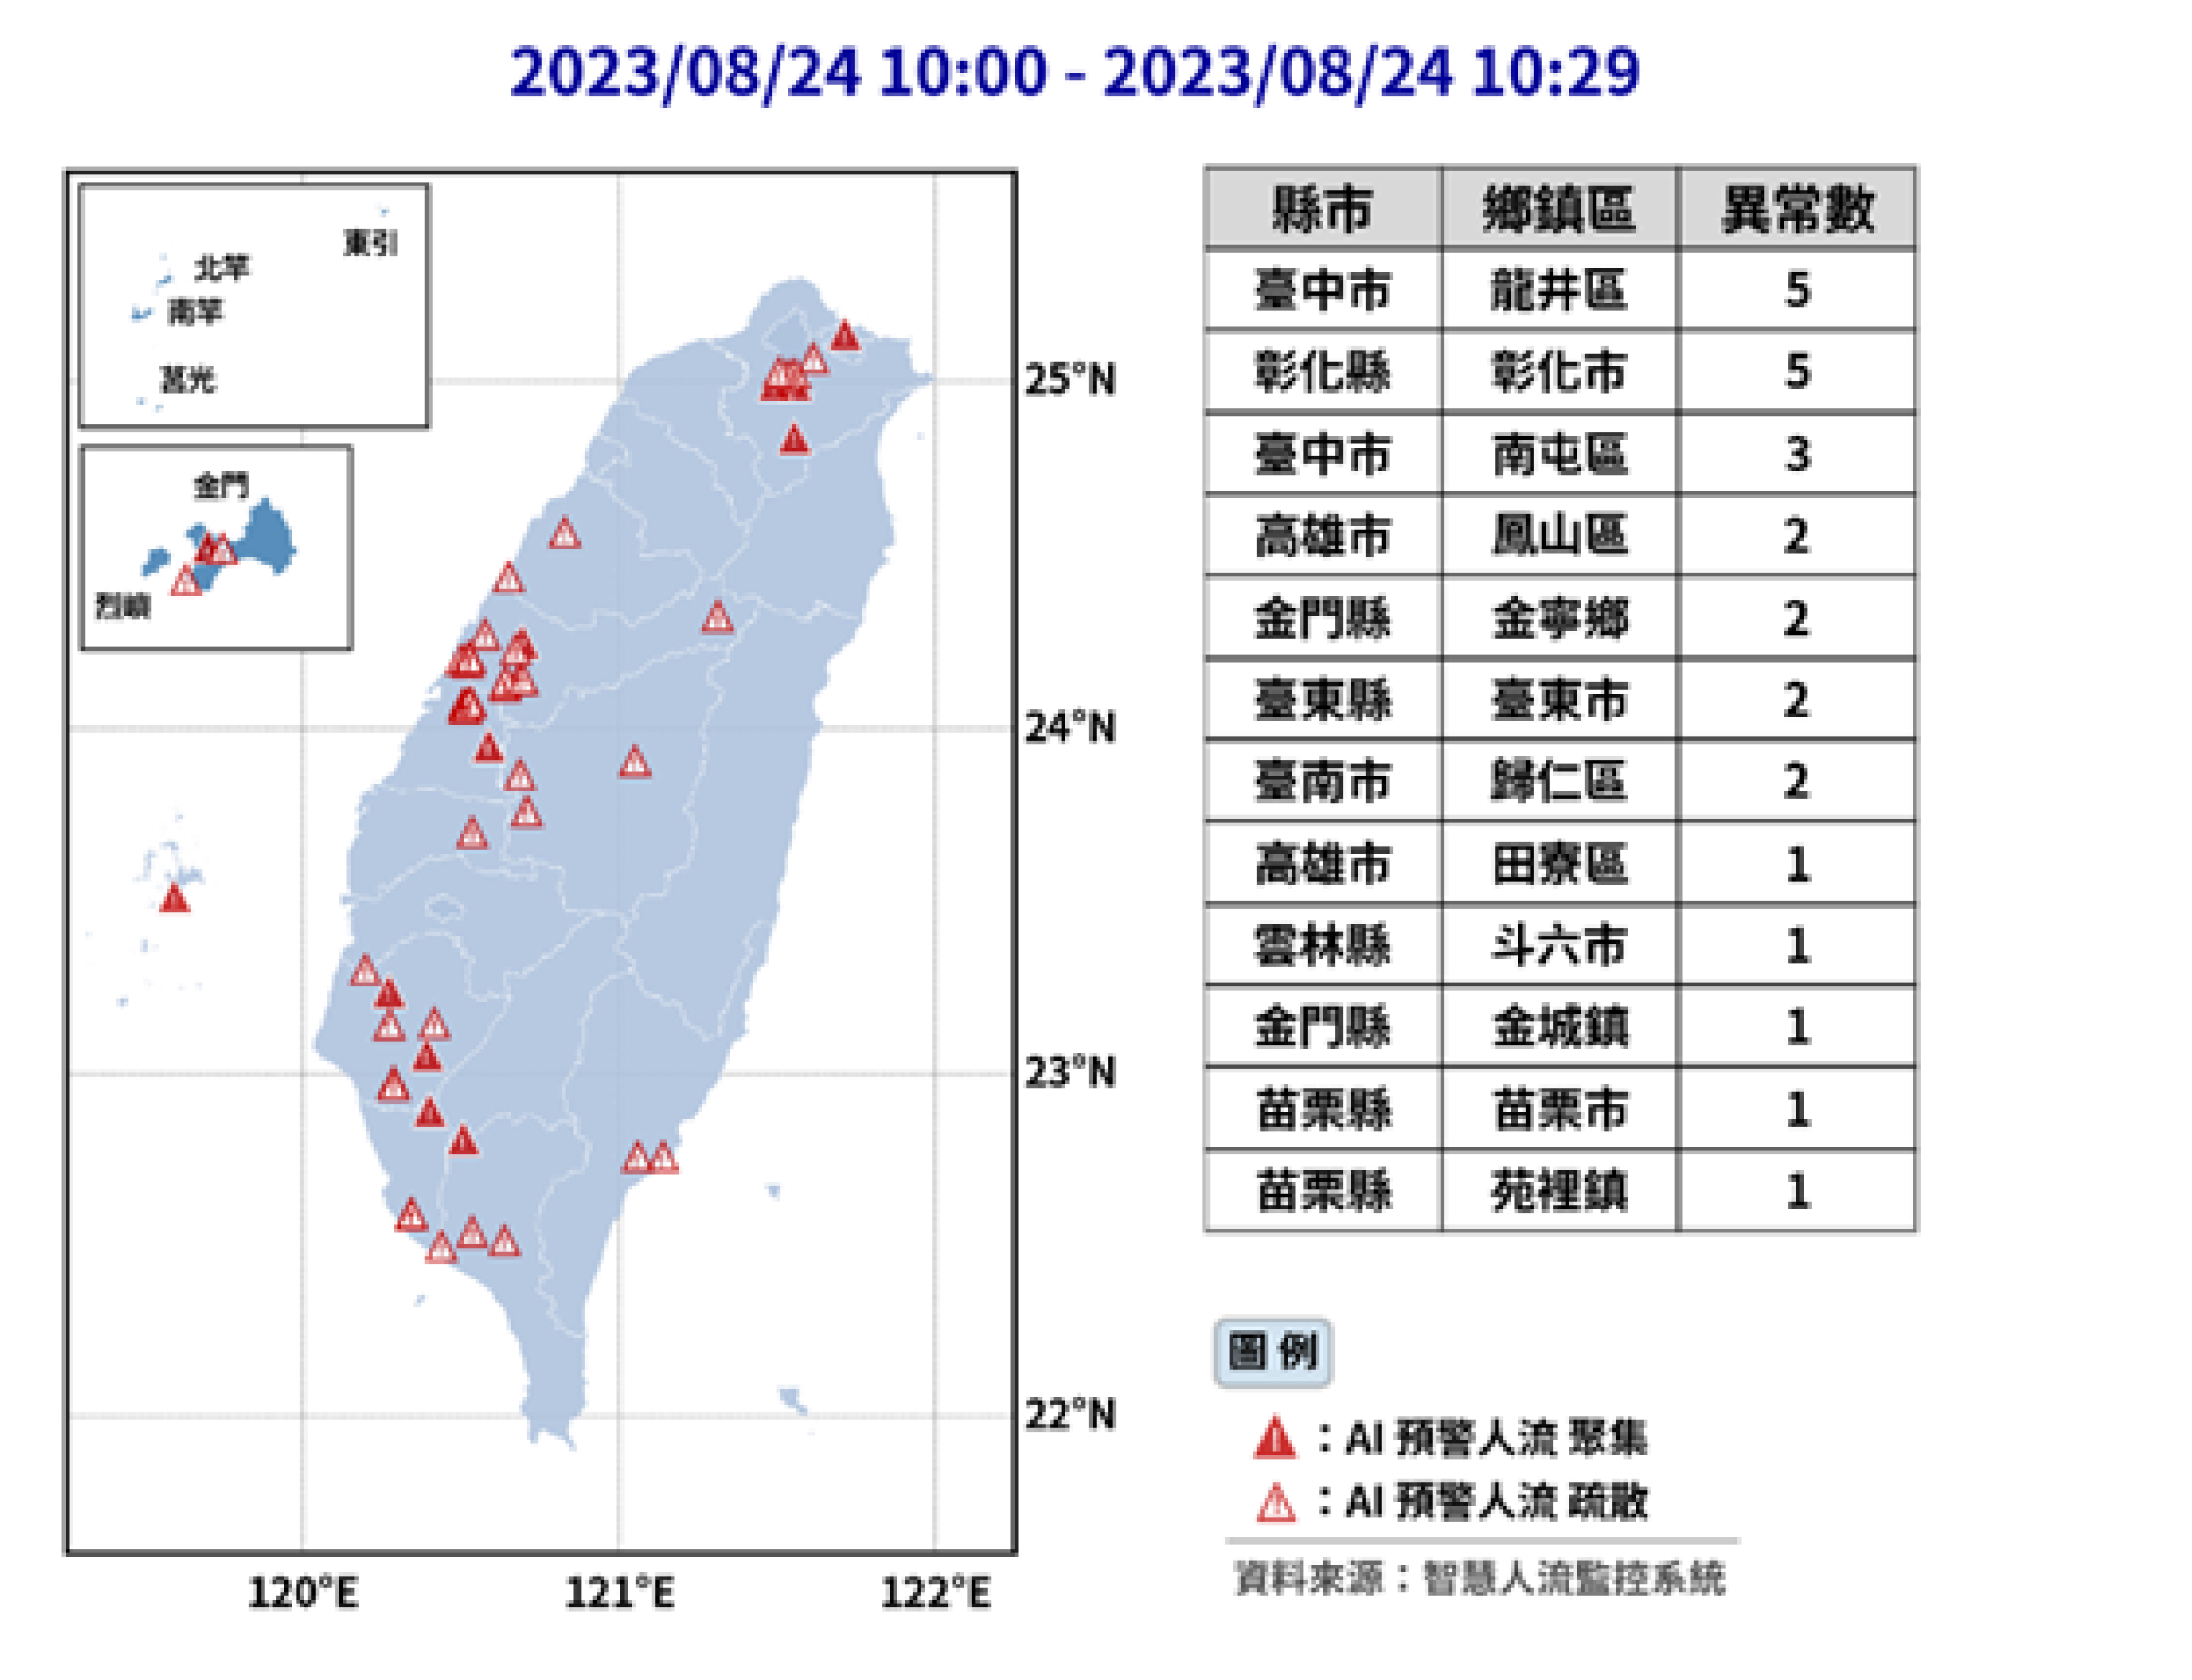 2023/08/24 10:00 - 2023/08/24 10:29
東引
北竿
南竿
莒光
金門
烈嶼
25°N
24°N
23°N
22°N
120°E 121°E 122°E
縣市 鄉鎮區 異常數
臺中市 龍井區 5
彰化縣 彰化市 5
臺中市 南屯區 3
高雄市 鳳山區 2
金門縣 金寧鄉 2
臺東縣 臺東市 2
臺南市 歸仁區 2
高雄市 田寮區 1
雲林縣 斗六市 1
金門縣 金城鎮 1
苗栗縣 苗栗市 1
苗栗縣 苑裡鎮 1
圖 例
：AI 預警人流 聚集
：AI 預警人流 疏散
資料來源：智慧人流監控系統